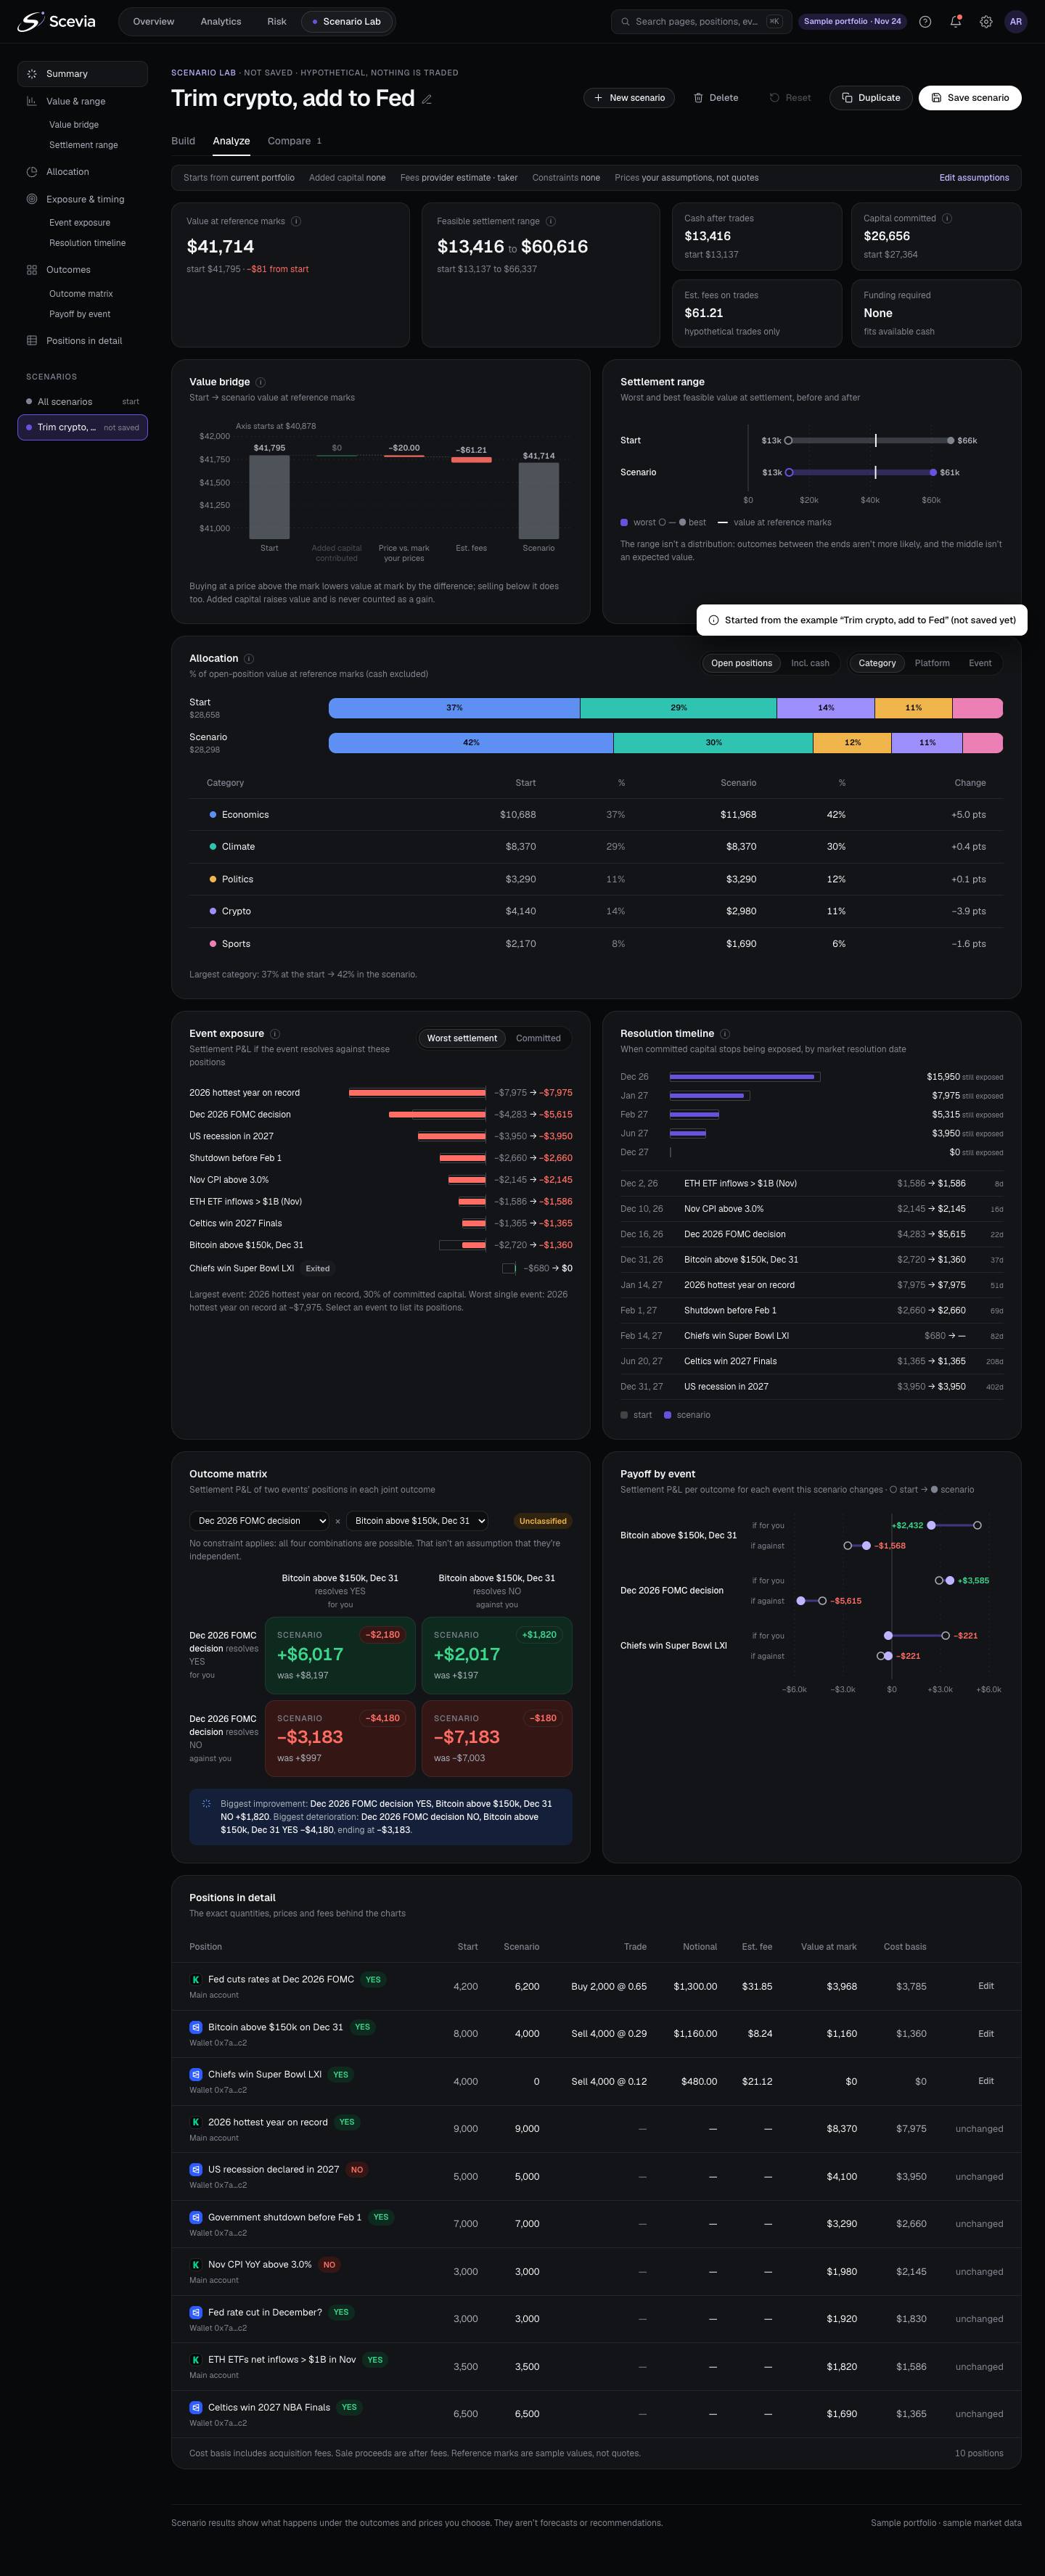 Scevia
Overview Analytics Risk Scenario Lab
Search pages, positions, ev... ⌘K
Sample portfolio · Nov 24
AR
Summary
Value & range
Value bridge
Settlement range
Allocation
Exposure & timing
Event exposure
Resolution timeline
Outcomes
Outcome matrix
Payoff by event
Positions in detail
SCENARIOS
All scenarios start
Trim crypto, ... not saved
SCENARIO LAB · NOT SAVED · HYPOTHETICAL, NOTHING IS TRADED
Trim crypto, add to Fed
New scenario Delete Reset Duplicate Save scenario
Build Analyze Compare 1
Starts from current portfolio Added capital none Fees provider estimate · taker Constraints none Prices your assumptions, not quotes Edit assumptions
Value at reference marks
$41,714
start $41,795 · −$81 from start
Feasible settlement range
$13,416 to $60,616
start $13,137 to $66,337
Cash after trades
$13,416
start $13,137
Capital committed
$26,656
start $27,364
Est. fees on trades
$61.21
hypothetical trades only
Funding required
None
fits available cash
Value bridge
Start → scenario value at reference marks
Axis starts at $40,878
$42,000
$41,750
$41,500
$41,250
$41,000
$41,795 $0 −$20.00 −$61.21 $41,714
Start Added capital Price vs. mark Est. fees Scenario
contributed your prices
Buying at a price above the mark lowers value at mark by the difference; selling below it does
too. Added capital raises value and is never counted as a gain.
Settlement range
Worst and best feasible value at settlement, before and after
Start $13k $66k
Scenario $13k $61k
$0 $20k $40k $60k
worst — best value at reference marks
The range isn't a distribution: outcomes between the ends aren't more likely, and the middle isn't
an expected value.
Started from the example “Trim crypto, add to Fed” (not saved yet)
Allocation
% of open-position value at reference marks (cash excluded)
Open positions Incl. cash Category Platform Event
Start
$28,658
37% 29% 14% 11%
Scenario
$28,298
42% 30% 12% 11%
Category Start % Scenario % Change
Economics $10,688 37% $11,968 42% +5.0 pts
Climate $8,370 29% $8,370 30% +0.4 pts
Politics $3,290 11% $3,290 12% +0.1 pts
Crypto $4,140 14% $2,980 11% −3.9 pts
Sports $2,170 8% $1,690 6% −1.6 pts
Largest category: 37% at the start → 42% in the scenario.
Event exposure
Settlement P&L if the event resolves against these
positions
Worst settlement Committed
2026 hottest year on record −$7,975 → −$7,975
Dec 2026 FOMC decision −$4,283 → −$5,615
US recession in 2027 −$3,950 → −$3,950
Shutdown before Feb 1 −$2,660 → −$2,660
Nov CPI above 3.0% −$2,145 → −$2,145
ETH ETF inflows > $1B (Nov) −$1,586 → −$1,586
Celtics win 2027 Finals −$1,365 → −$1,365
Bitcoin above $150k, Dec 31 −$2,720 → −$1,360
Chiefs win Super Bowl LXI Exited −$680 → $0
Largest event: 2026 hottest year on record, 30% of committed capital. Worst single event: 2026
hottest year on record at −$7,975. Select an event to list its positions.
Resolution timeline
When committed capital stops being exposed, by market resolution date
Dec 26 $15,950 still exposed
Jan 27 $7,975 still exposed
Feb 27 $5,315 still exposed
Jun 27 $3,950 still exposed
Dec 27 $0 still exposed
Dec 2, 26 ETH ETF inflows > $1B (Nov) $1,586 → $1,586 8d
Dec 10, 26 Nov CPI above 3.0% $2,145 → $2,145 16d
Dec 16, 26 Dec 2026 FOMC decision $4,283 → $5,615 22d
Dec 31, 26 Bitcoin above $150k, Dec 31 $2,720 → $1,360 37d
Jan 14, 27 2026 hottest year on record $7,975 → $7,975 51d
Feb 1, 27 Shutdown before Feb 1 $2,660 → $2,660 69d
Feb 14, 27 Chiefs win Super Bowl LXI $680 → — 82d
Jun 20, 27 Celtics win 2027 Finals $1,365 → $1,365 208d
Dec 31, 27 US recession in 2027 $3,950 → $3,950 402d
start scenario
Outcome matrix
Settlement P&L of two events' positions in each joint outcome
Dec 2026 FOMC decision × Bitcoin above $150k, Dec 31 Unclassified
No constraint applies: all four combinations are possible. That isn't an assumption that they're
independent.
Bitcoin above $150k, Dec 31 Bitcoin above $150k, Dec 31
resolves YES resolves NO
for you against you
Dec 2026 FOMC
decision resolves
YES
for you
SCENARIO −$2,180
+$6,017
was +$8,197
SCENARIO +$1,820
+$2,017
was +$197
Dec 2026 FOMC
decision resolves
NO
against you
SCENARIO −$4,180
−$3,183
was +$997
SCENARIO −$180
−$7,183
was −$7,003
Biggest improvement: Dec 2026 FOMC decision YES, Bitcoin above $150k, Dec 31
NO +$1,820. Biggest deterioration: Dec 2026 FOMC decision NO, Bitcoin above
$150k, Dec 31 YES −$4,180, ending at −$3,183.
Payoff by event
Settlement P&L per outcome for each event this scenario changes · start → scenario
Bitcoin above $150k, Dec 31
if for you +$2,432
if against −$1,568
Dec 2026 FOMC decision
if for you +$3,585
if against −$5,615
Chiefs win Super Bowl LXI
if for you −$221
if against −$221
−$6.0k −$3.0k $0 +$3.0k +$6.0k
Positions in detail
The exact quantities, prices and fees behind the charts
Position Start Scenario Trade Notional Est. fee Value at mark Cost basis
K Fed cuts rates at Dec 2026 FOMC YES 4,200 6,200 Buy 2,000 @ 0.65 $1,300.00 $31.85 $3,968 $3,785 Edit
Main account
Bitcoin above $150k on Dec 31 YES 8,000 4,000 Sell 4,000 @ 0.29 $1,160.00 $8.24 $1,160 $1,360 Edit
Wallet 0x7a…c2
Chiefs win Super Bowl LXI YES 4,000 0 Sell 4,000 @ 0.12 $480.00 $21.12 $0 $0 Edit
Wallet 0x7a…c2
K 2026 hottest year on record YES 9,000 9,000 — — — $8,370 $7,975 unchanged
Main account
US recession declared in 2027 NO 5,000 5,000 — — — $4,100 $3,950 unchanged
Wallet 0x7a…c2
Government shutdown before Feb 1 YES 7,000 7,000 — — — $3,290 $2,660 unchanged
Wallet 0x7a…c2
K Nov CPI YoY above 3.0% NO 3,000 3,000 — — — $1,980 $2,145 unchanged
Main account
Fed rate cut in December? YES 3,000 3,000 — — — $1,920 $1,830 unchanged
Wallet 0x7a…c2
K ETH ETFs net inflows > $1B in Nov YES 3,500 3,500 — — — $1,820 $1,586 unchanged
Main account
Celtics win 2027 NBA Finals YES 6,500 6,500 — — — $1,690 $1,365 unchanged
Wallet 0x7a…c2
Cost basis includes acquisition fees. Sale proceeds are after fees. Reference marks are sample values, not quotes. 10 positions
Scenario results show what happens under the outcomes and prices you choose. They aren't forecasts or recommendations. Sample portfolio · sample market data